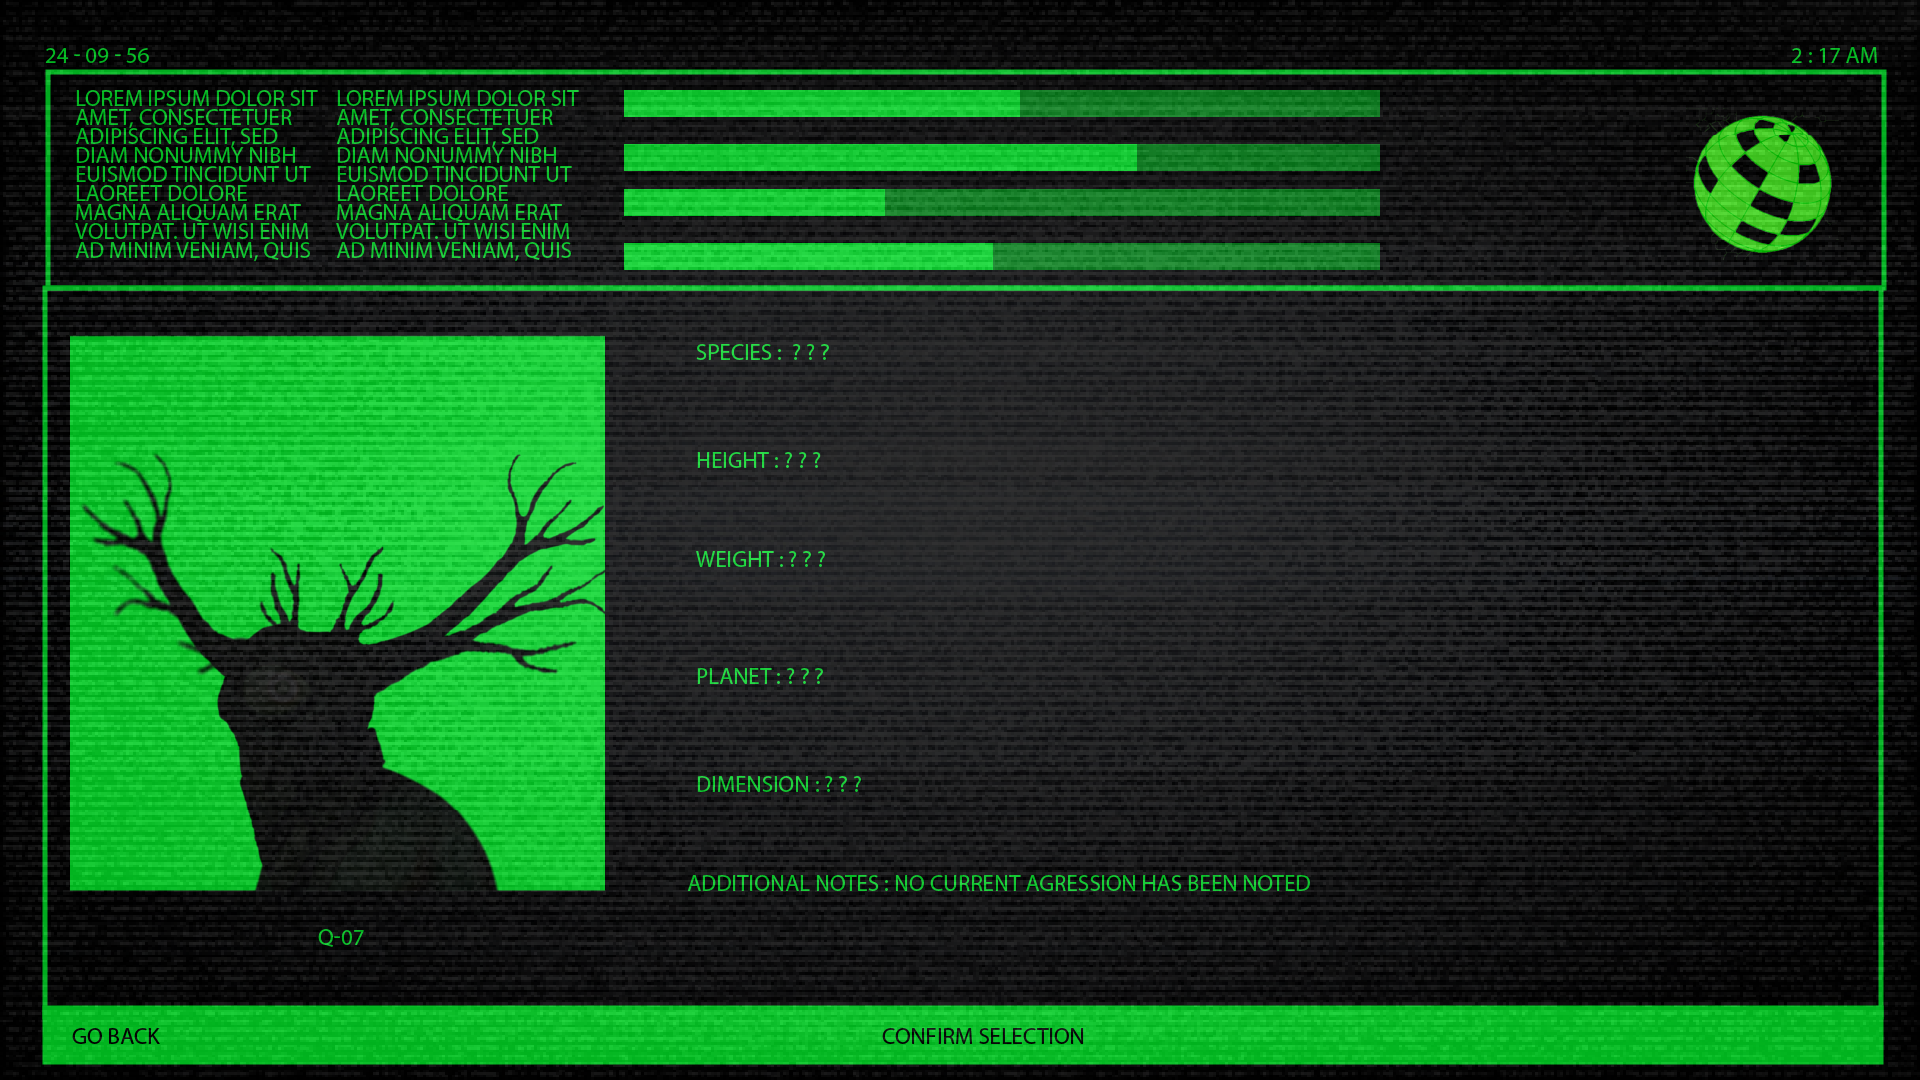 24 - 09 - 56
2 : 17 AM
LOREM IPSUM DOLOR SIT
AMET, CONSECTETUER
ADIPISCING ELIT, SED
DIAM NONUMMY NIBH
EUISMOD TINCIDUNT UT
LAOREET DOLORE
MAGNA ALIQUAM ERAT
VOLUTPAT. UT WISI ENIM
AD MINIM VENIAM, QUIS
LOREM IPSUM DOLOR SIT
AMET, CONSECTETUER
ADIPISCING ELIT, SED
DIAM NONUMMY NIBH
EUISMOD TINCIDUNT UT
LAOREET DOLORE
MAGNA ALIQUAM ERAT
VOLUTPAT. UT WISI ENIM
AD MINIM VENIAM, QUIS
SPECIES : ? ? ?
HEIGHT : ? ? ?
WEIGHT : ? ? ?
PLANET : ? ? ?
DIMENSION : ? ? ?
ADDITIONAL NOTES : NO CURRENT AGRESSION HAS BEEN NOTED
Q-07
GO BACK
CONFIRM SELECTION